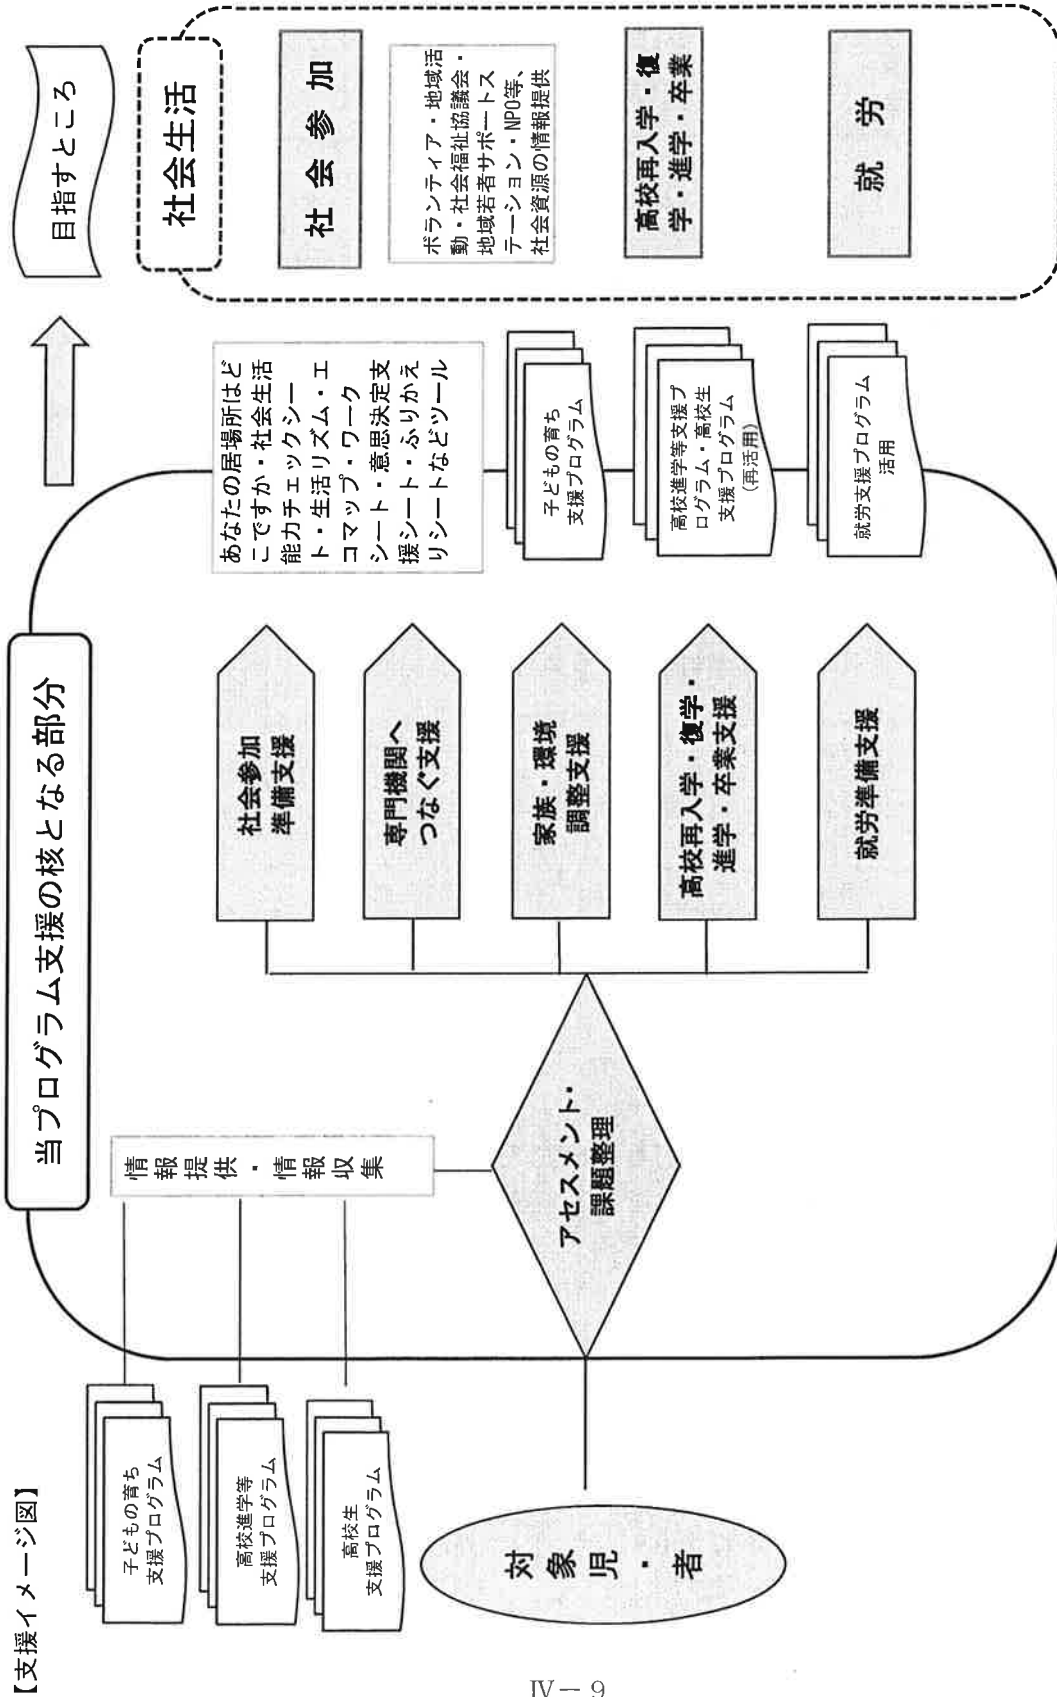 【支援イメージ図】
当プログラム支援の核となる部分
目指すところ
子どもの育ち
支援プログラム
高校進学等
支援プログラム
高校生
支援プログラム
対象児・者
情報提供・情報収集
アセスメント・
課題整理
社会参加
準備支援
専門機関へ
つなぐ支援
家族・環境
調整支援
高校再入学・復学・
進学・卒業支援
就労準備支援
あなたの居場所はど
こですか・社会生活
能力チェックシー
ト・生活リズム・エ
コマップ・ワーク
シート・意思決定支
援シート・ふりかえ
りシートなどツール
子どもの育ち
支援プログラム
高校進学等支援プ
ログラム・高校生
支援プログラム
(再活用)
就労支援プログラム
活用
社会生活
社会参加
ボランティア・地域活
動・社会福祉協議会・
地域若者サポートス
テーション・NPO等、
社会資源の情報提供
高校再入学・復
学・進学・卒業
就労
Ⅳ－6